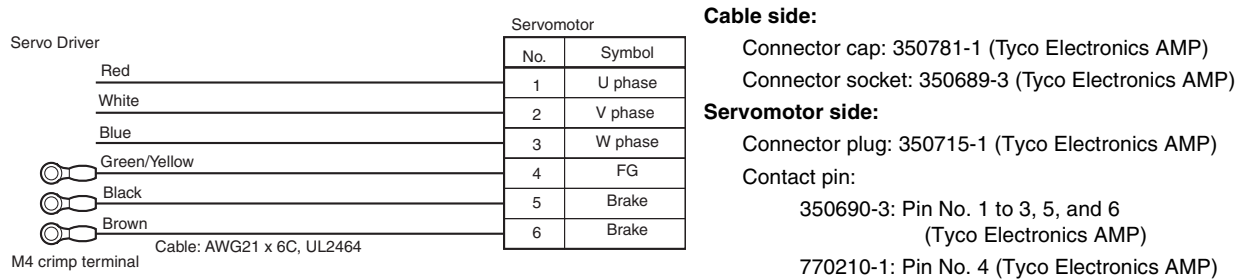 Servo Driver
Servomotor
No. Symbol
Red
1 U phase
White
2 V phase
Blue
3 W phase
Green/Yellow
4 FG
Black
5 Brake
Brown
6 Brake
Cable: AWG21 x 6C, UL2464
M4 crimp terminal
Cable side:
Connector cap: 350781-1 (Tyco Electronics AMP)
Connector socket: 350689-3 (Tyco Electronics AMP)
Servomotor side:
Connector plug: 350715-1 (Tyco Electronics AMP)
Contact pin:
350690-3: Pin No. 1 to 3, 5, and 6
(Tyco Electronics AMP)
770210-1: Pin No. 4 (Tyco Electronics AMP)